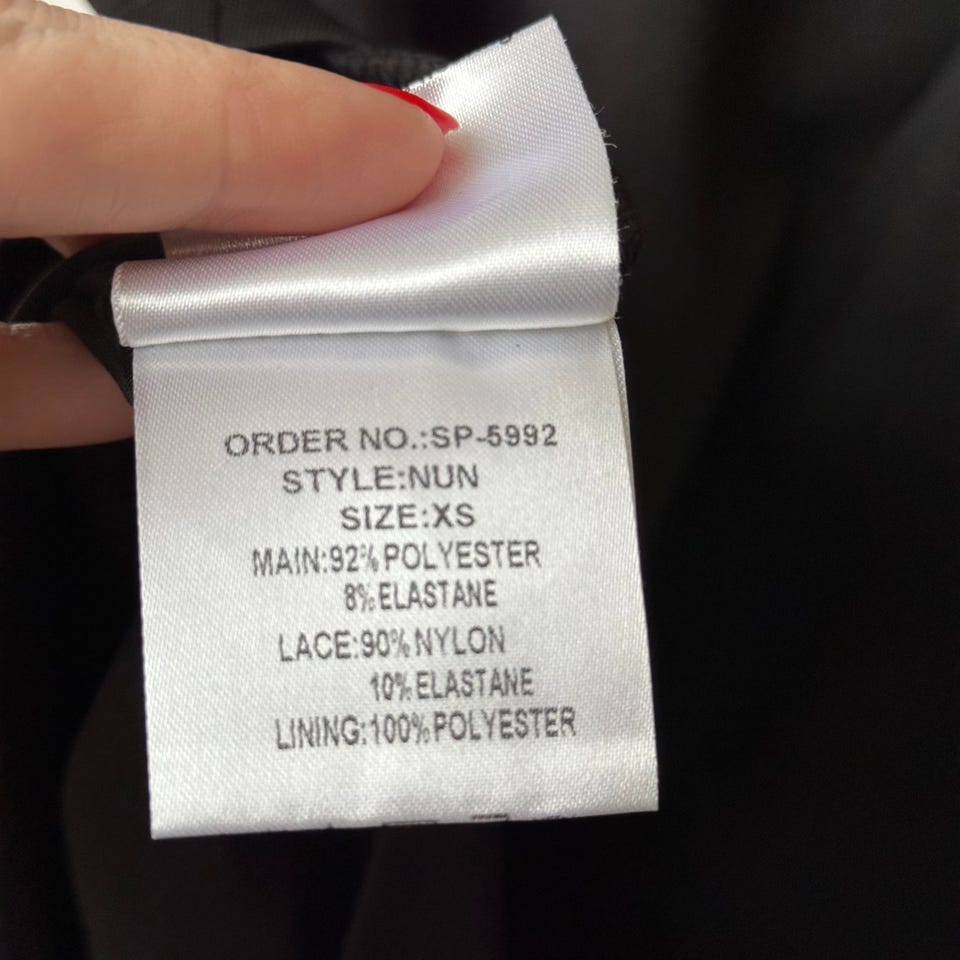 ORDER NO.:SP-5992
STYLE:NUN
SIZE:XS
MAIN:92% POLYESTER
8% ELASTANE
LACE:90% NYLON
10% ELASTANE
LINING:100% POLYESTER